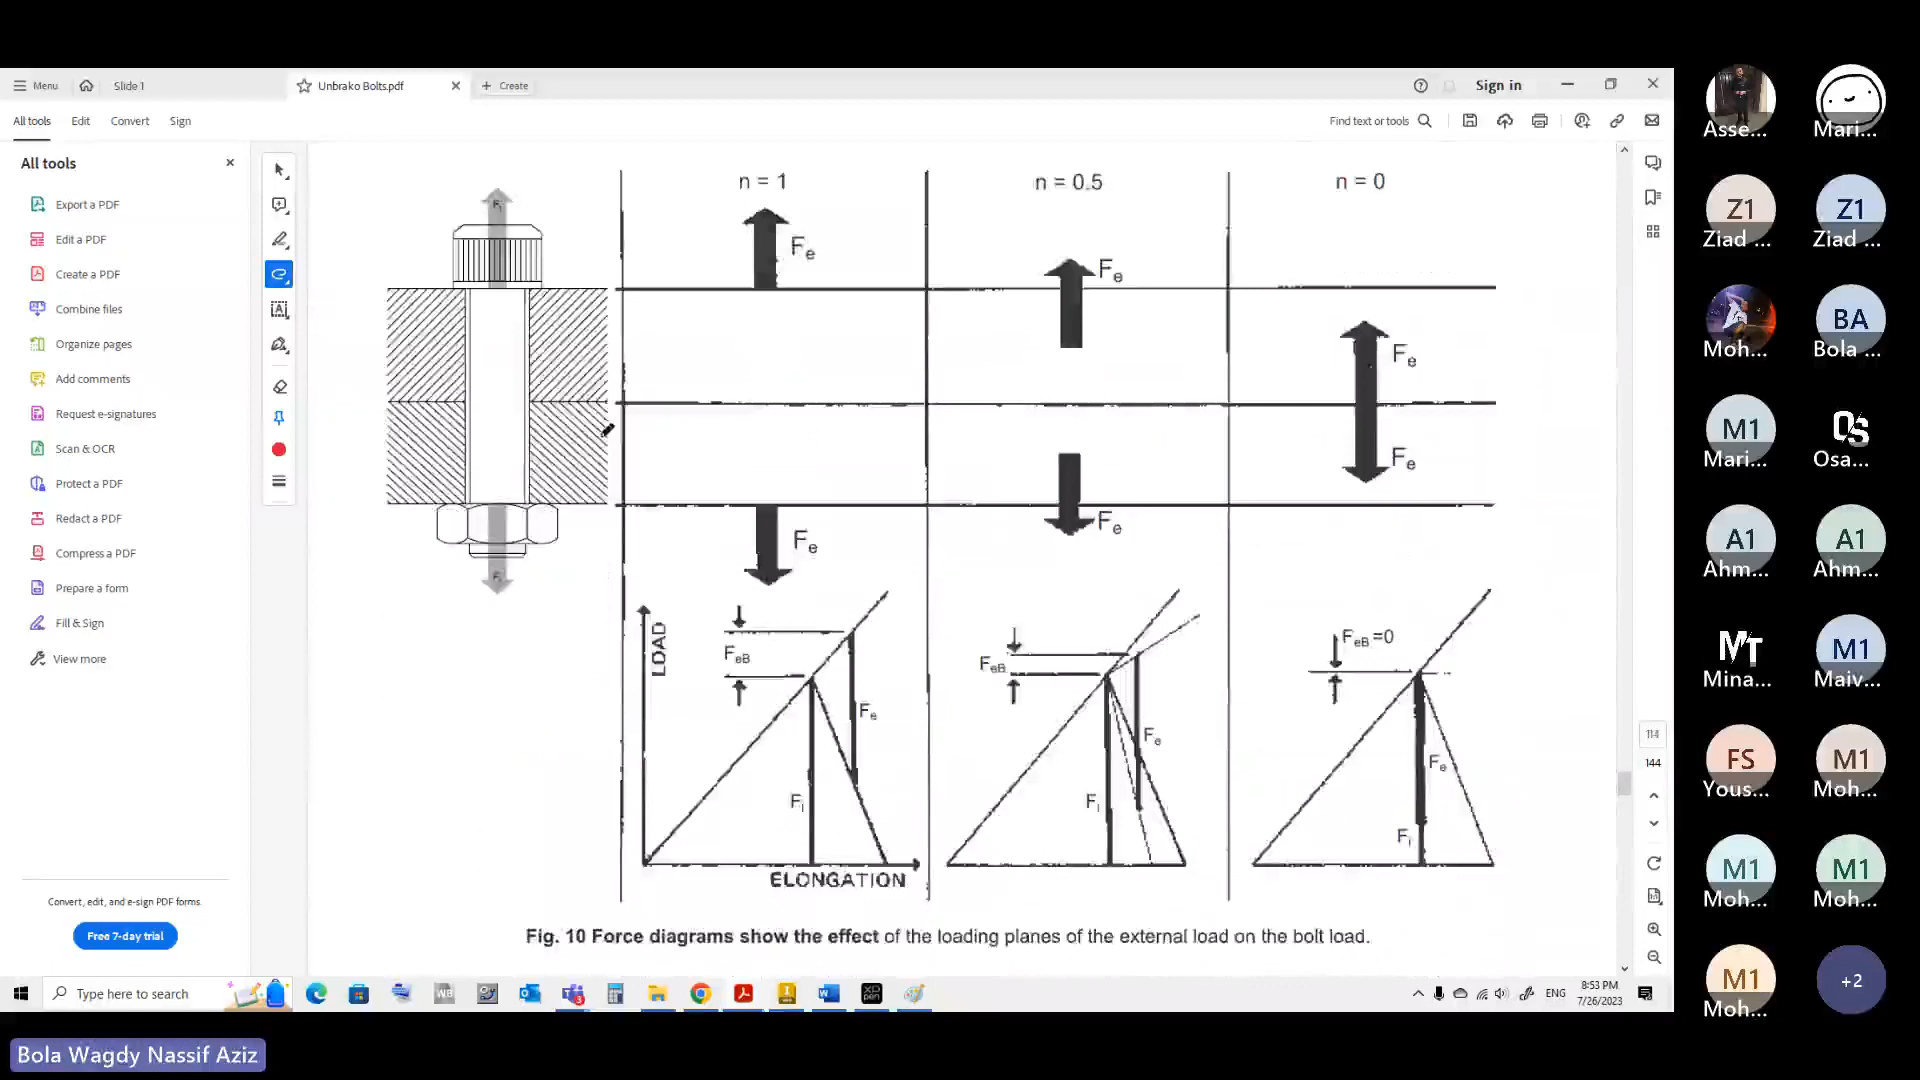 Menu
Slide 1
Unbrako Bolts.pdf
Create
Sign in
All tools
Edit
Convert
Sign
Find text or tools
All tools
Export a PDF
Edit a PDF
Create a PDF
Combine files
Organize pages
Add comments
Request e-signatures
Scan & OCR
Protect a PDF
Redact a PDF
Compress a PDF
Prepare a form
Fill & Sign
View more
Convert, edit, and e-sign PDF forms.
Free 7-day trial
n = 1
n = 0.5
n = 0
Fe
Fe
Fe
Fe
Fe
Fe
LOAD
FeB
Fe
Fi
ELONGATION
FeB
Fe
Fi
FeB=0
Fe
Fi
Fig. 10 Force diagrams show the effect of the loading planes of the external load on the bolt load.
114
144
Type here to search
ENG
8:53 PM
7/26/2023
Asse...
Mari...
Z1
Ziad ...
Z1
Ziad ...
Moh...
BA
Bola ...
M1
Mari...
OS
Osa...
A1
Ahm...
A1
Ahm...
MT
Mina...
M1
Maiv...
FS
Yous...
M1
Moh...
M1
Moh...
M1
Moh...
M1
Moh...
+2
Bola Wagdy Nassif Aziz